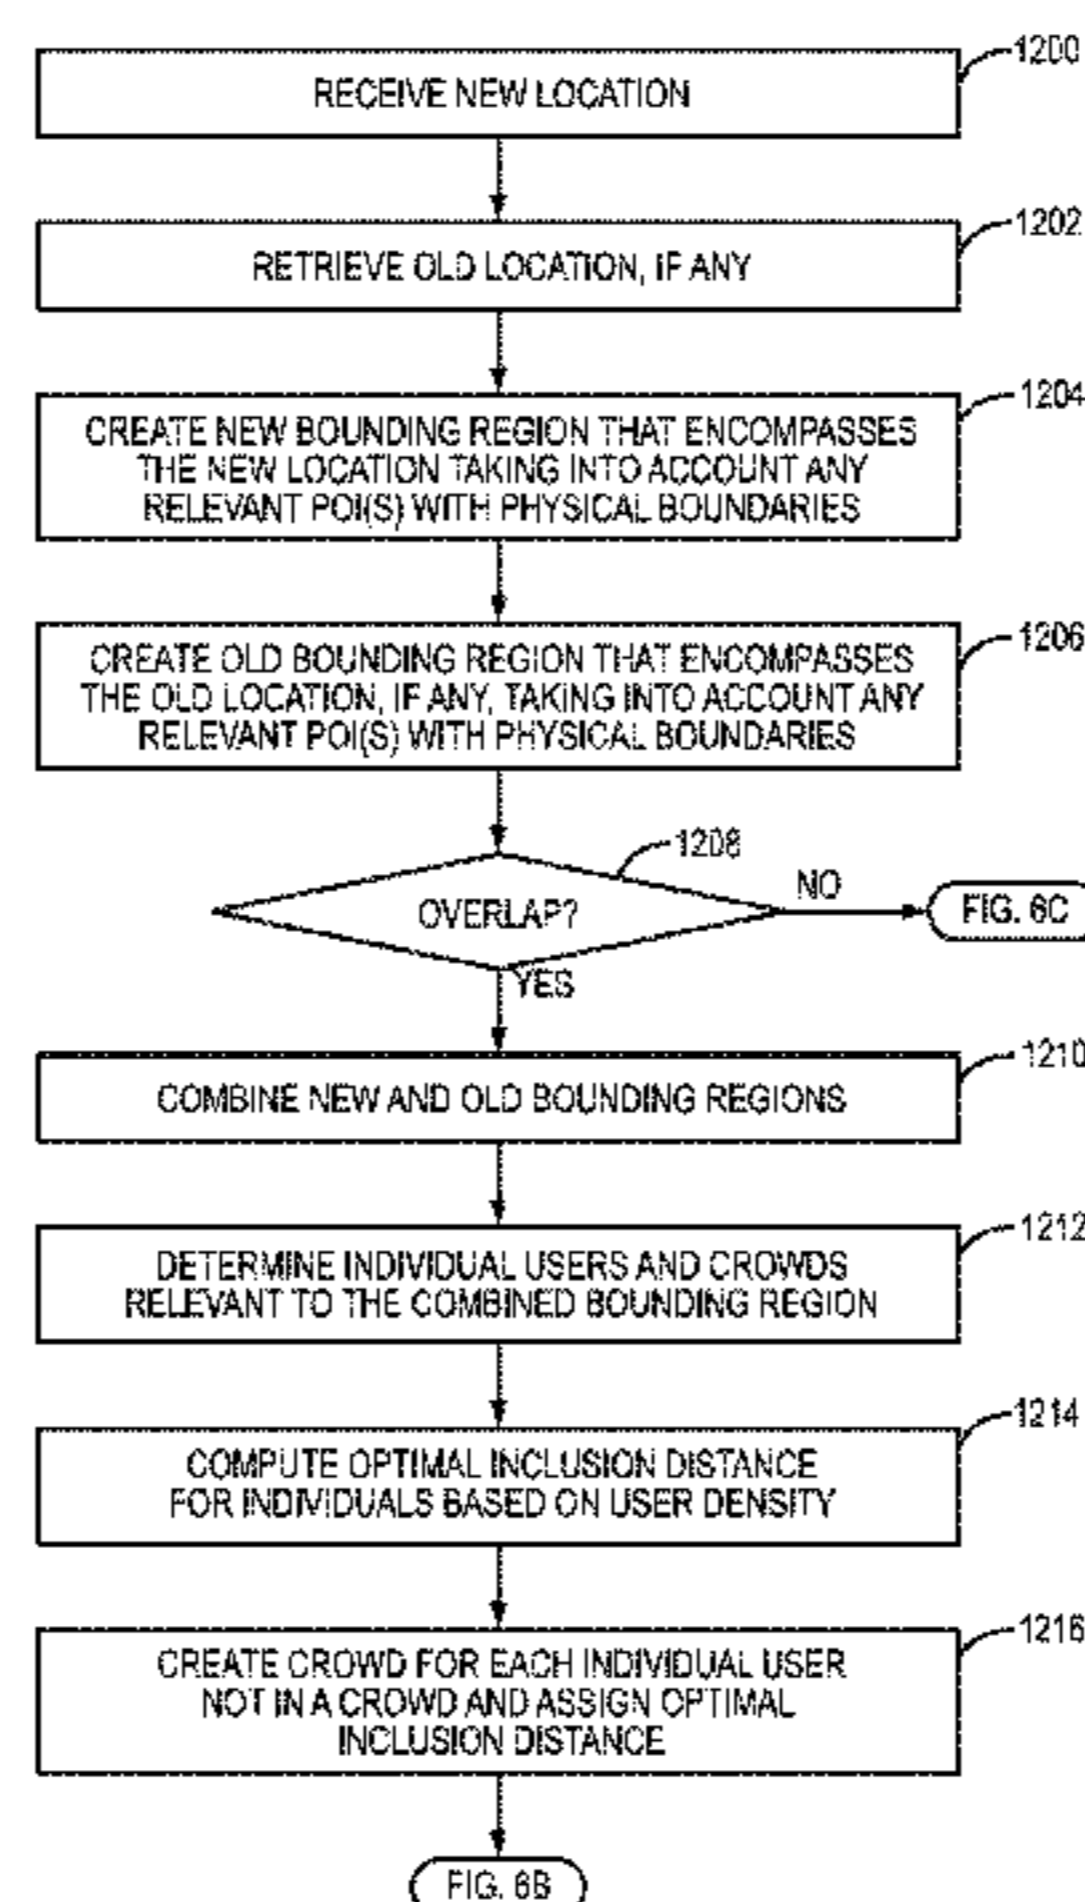 1200
RECEIVE NEW LOCATION
1202
RETRIEVE OLD LOCATION, IF ANY
1204
CREATE NEW BOUNDING REGION THAT ENCOMPASSES
THE NEW LOCATION TAKING INTO ACCOUNT ANY
RELEVANT POI(S) WITH PHYSICAL BOUNDARIES
1206
CREATE OLD BOUNDING REGION THAT ENCOMPASSES
THE OLD LOCATION, IF ANY, TAKING INTO ACCOUNT ANY
RELEVANT POI(S) WITH PHYSICAL BOUNDARIES
1208
OVERLAP?
NO
FIG. 6C
YES
1210
COMBINE NEW AND OLD BOUNDING REGIONS
1212
DETERMINE INDIVIDUAL USERS AND CROWDS
RELEVANT TO THE COMBINED BOUNDING REGION
1214
COMPUTE OPTIMAL INCLUSION DISTANCE
FOR INDIVIDUALS BASED ON USER DENSITY
1216
CREATE CROWD FOR EACH INDIVIDUAL USER
NOT IN A CROWD AND ASSIGN OPTIMAL
INCLUSION DISTANCE
FIG. 6B